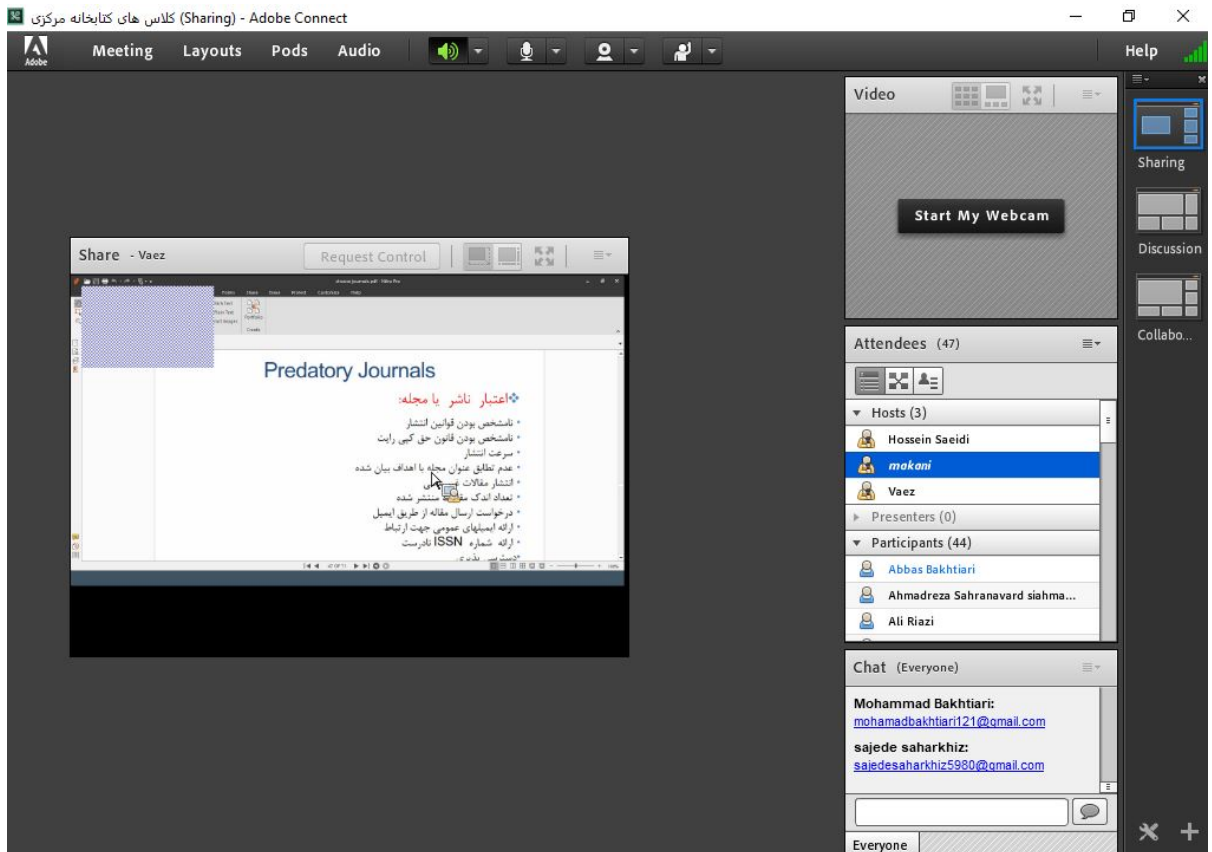 کلاس های کتابخانه مرکزی (Sharing) - Adobe Connect
Adobe
Meeting Layouts Pods Audio Help
Share - Vaez
Request Control
Predatory Journals
اعتبار ناشر یا مجله:
نامشخص بودن قوانین انتشار
نامشخص بودن قانون حق کپی رایت
سرعت انتشار
عدم تطابق عنوان مجله با اهداف بیان شده
انتشار مقالات
تعداد اندک منتشر شده
درخواست ارسال مقاله از طریق ایمیل
ارائه ایمیلهای عمومی جهت ارتباط
ارائه شماره ISSN نادرست
Video
Start My Webcam
Attendees (47)
Hosts (3)
Hossein Saeidi
makani
Vaez
Presenters (0)
Participants (44)
Abbas Bakhtiari
Ahmadreza Sahranavard siahma...
Ali Riazi
Chat (Everyone)
Mohammad Bakhtiari:
mohamadbakhtiari121@gmail.com
sajede saharkhiz:
sajedesaharkhiz5980@gmail.com
Everyone
Sharing
Discussion
Collabo...